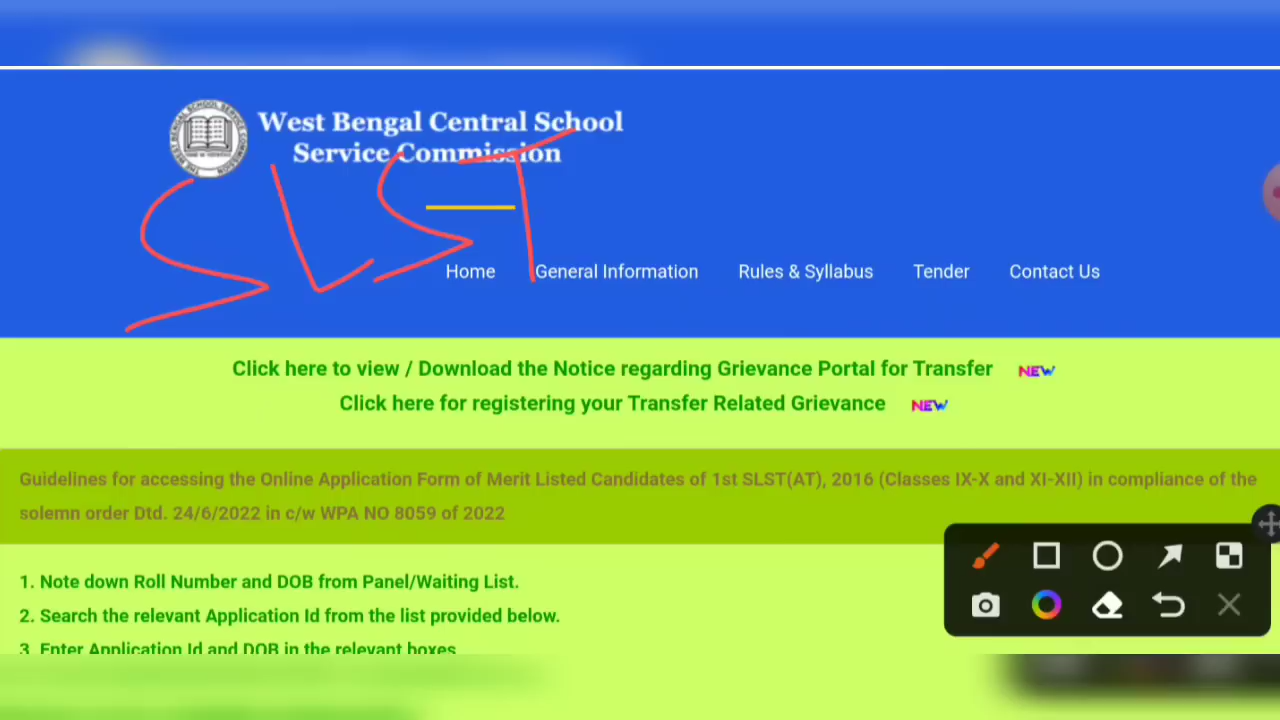 West Bengal Central School
Service Commission
SLST
Home General Information Rules & Syllabus Tender Contact Us
Click here to view / Download the Notice regarding Grievance Portal for Transfer NEW
Click here for registering your Transfer Related Grievance NEW
Guidelines for accessing the Online Application Form of Merit Listed Candidates of 1st SLST(AT), 2016 (Classes IX-X and XI-XII) in compliance of the
solemn order Dtd. 24/6/2022 in c/w WPA NO 8059 of 2022
1. Note down Roll Number and DOB from Panel/Waiting List.
2. Search the relevant Application Id from the list provided below.
3. Enter Application Id and DOB in the relevant boxes